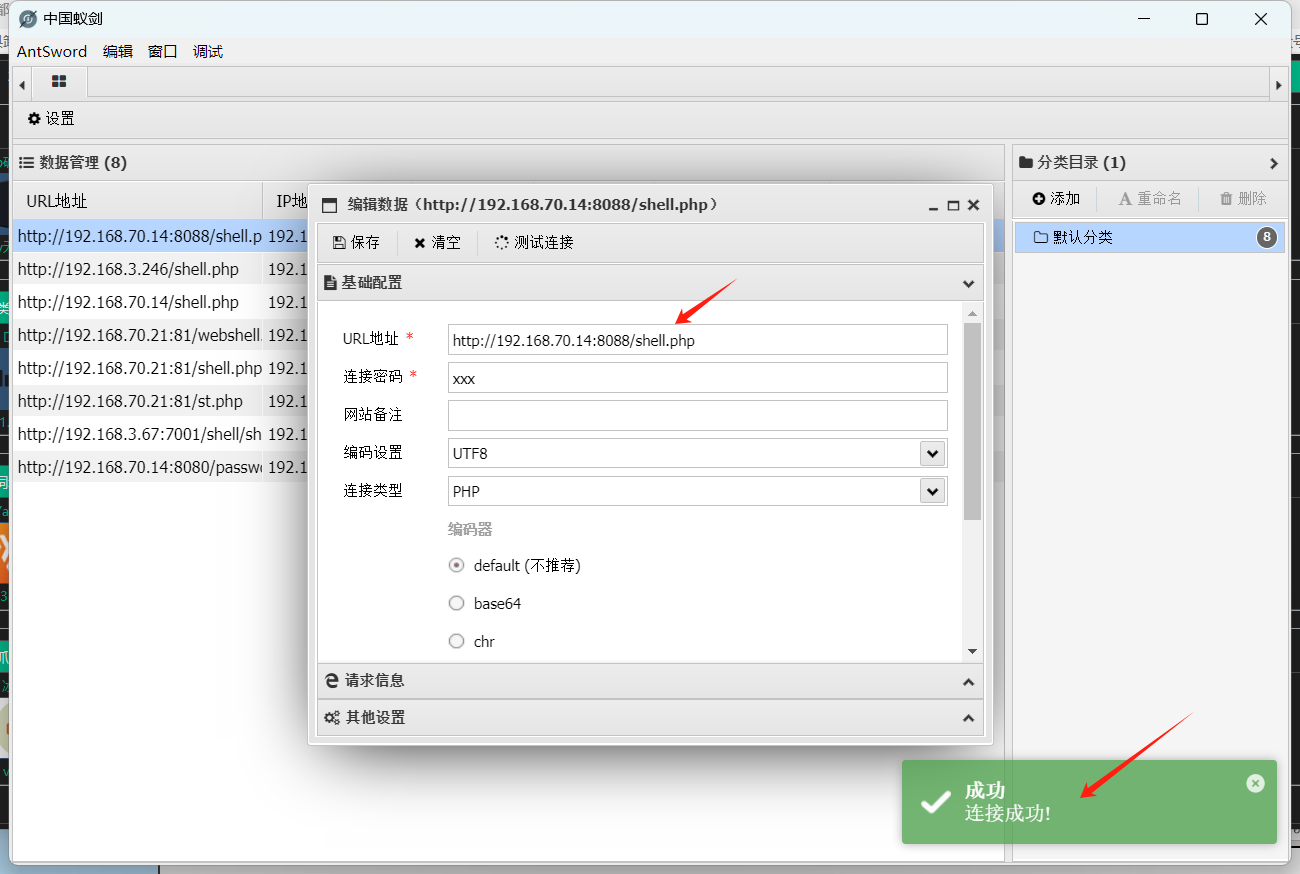 中国蚁剑
AntSword 编辑 窗口 调试
设置
数据管理 (8)
URL地址 IP地
http://192.168.70.14:8088/shell.p 192.1
http://192.168.3.246/shell.php 192.1
http://192.168.70.14/shell.php 192.1
http://192.168.70.21:81/webshell. 192.1
http://192.168.70.21:81/shell.php 192.1
http://192.168.70.21:81/st.php 192.1
http://192.168.3.67:7001/shell/sh 192.1
http://192.168.70.14:8080/passw 192.1
编辑数据（http://192.168.70.14:8088/shell.php）
保存 清空 测试连接
基础配置
URL地址 * http://192.168.70.14:8088/shell.php
连接密码 * xxx
网站备注
编码设置 UTF8
连接类型 PHP
编码器
default (不推荐)
base64
chr
请求信息
其他设置
分类目录 (1)
添加 重命名 删除
默认分类 8
成功
连接成功!